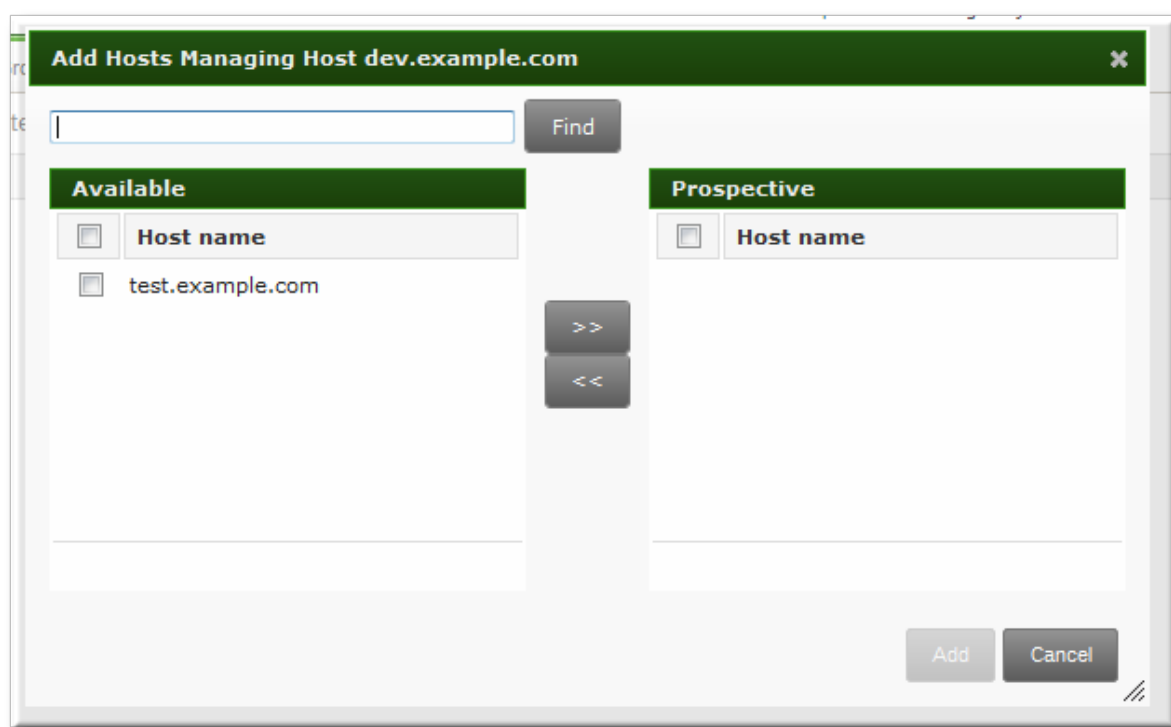 Add Hosts Managing Host dev.example.com
Find
Available
Prospective
Host name
Host name
test.example.com
>>
<<
Add
Cancel